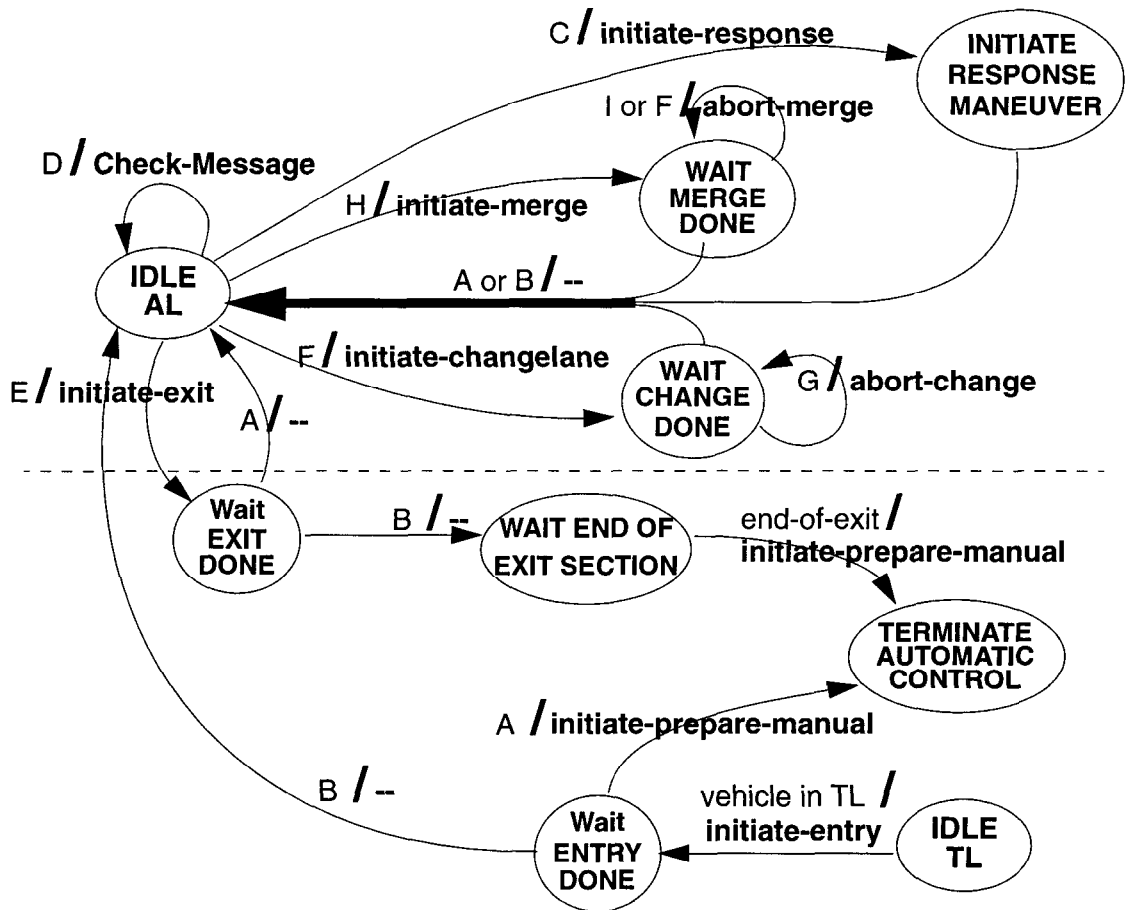 C / initiate-response
INITIATE
RESPONSE
MANEUVER
I or F / abort-merge
D / Check-Message
WAIT
MERGE
DONE
H / initiate-merge
IDLE
AL
A or B / --
F / initiate-changelane
WAIT
CHANGE
DONE
G / abort-change
E / initiate-exit
A / --
Wait
EXIT
DONE
B / --
WAIT END OF
EXIT SECTION
end-of-exit /
initiate-prepare-manual
TERMINATE
AUTOMATIC
CONTROL
A / initiate-prepare-manual
B / --
vehicle in TL /
initiate-entry
Wait
ENTRY
DONE
IDLE
TL